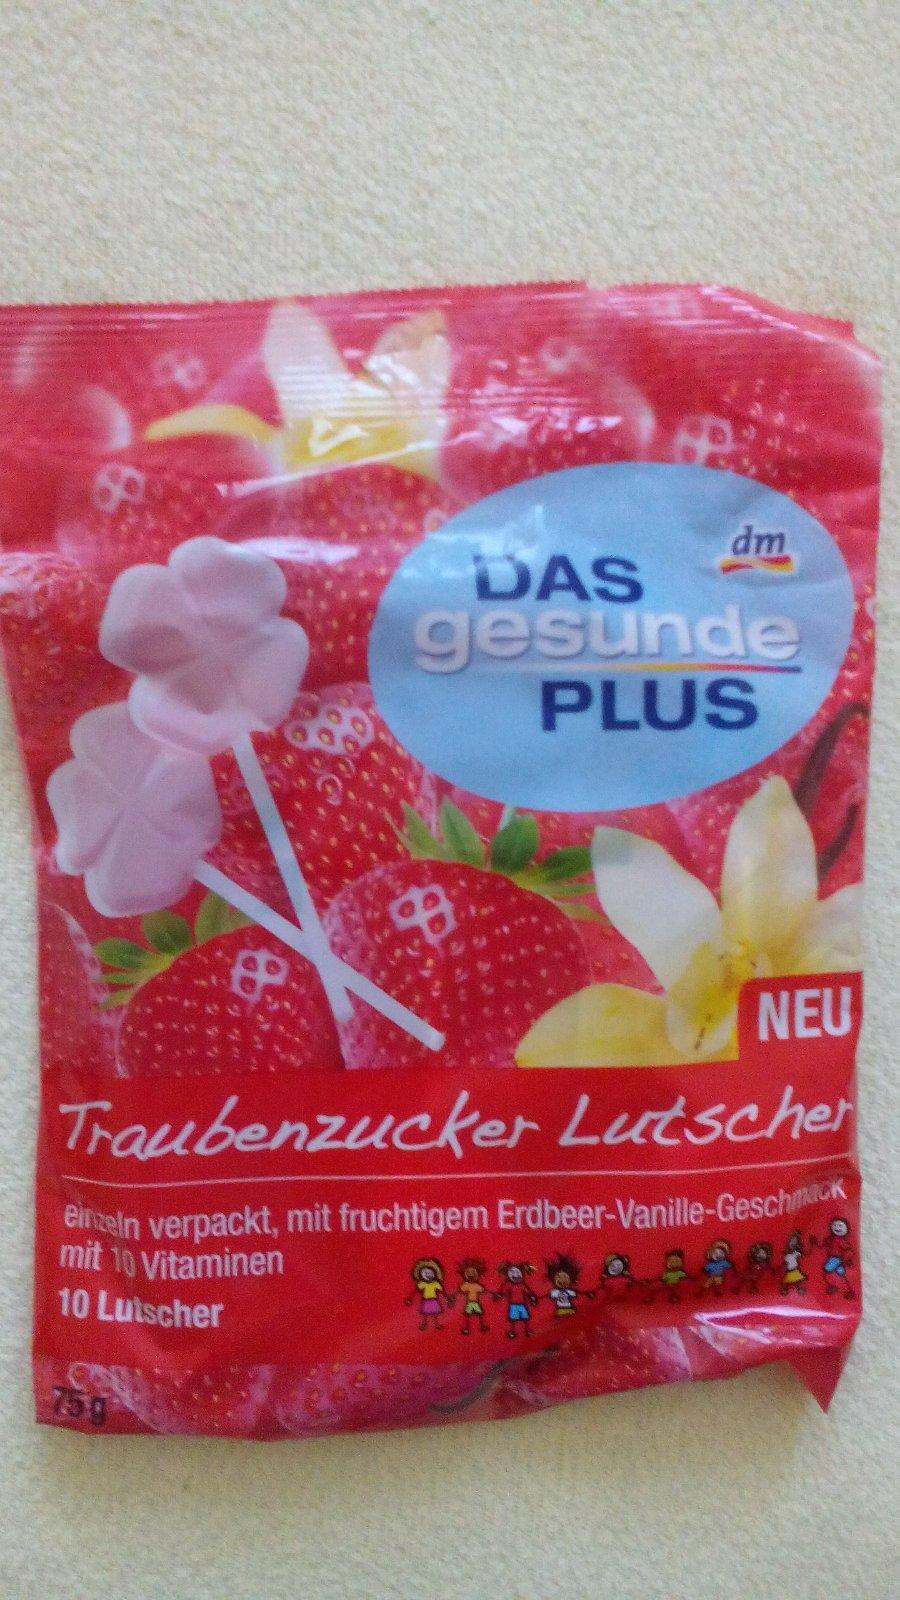 dm
DAS
gesunde
PLUS
NEU
Traubenzucker Lutscher
einzeln verpackt, mit fruchtigem Erdbeer-Vanille-Geschmack
mit 10 Vitaminen
10 Lutscher
75 g